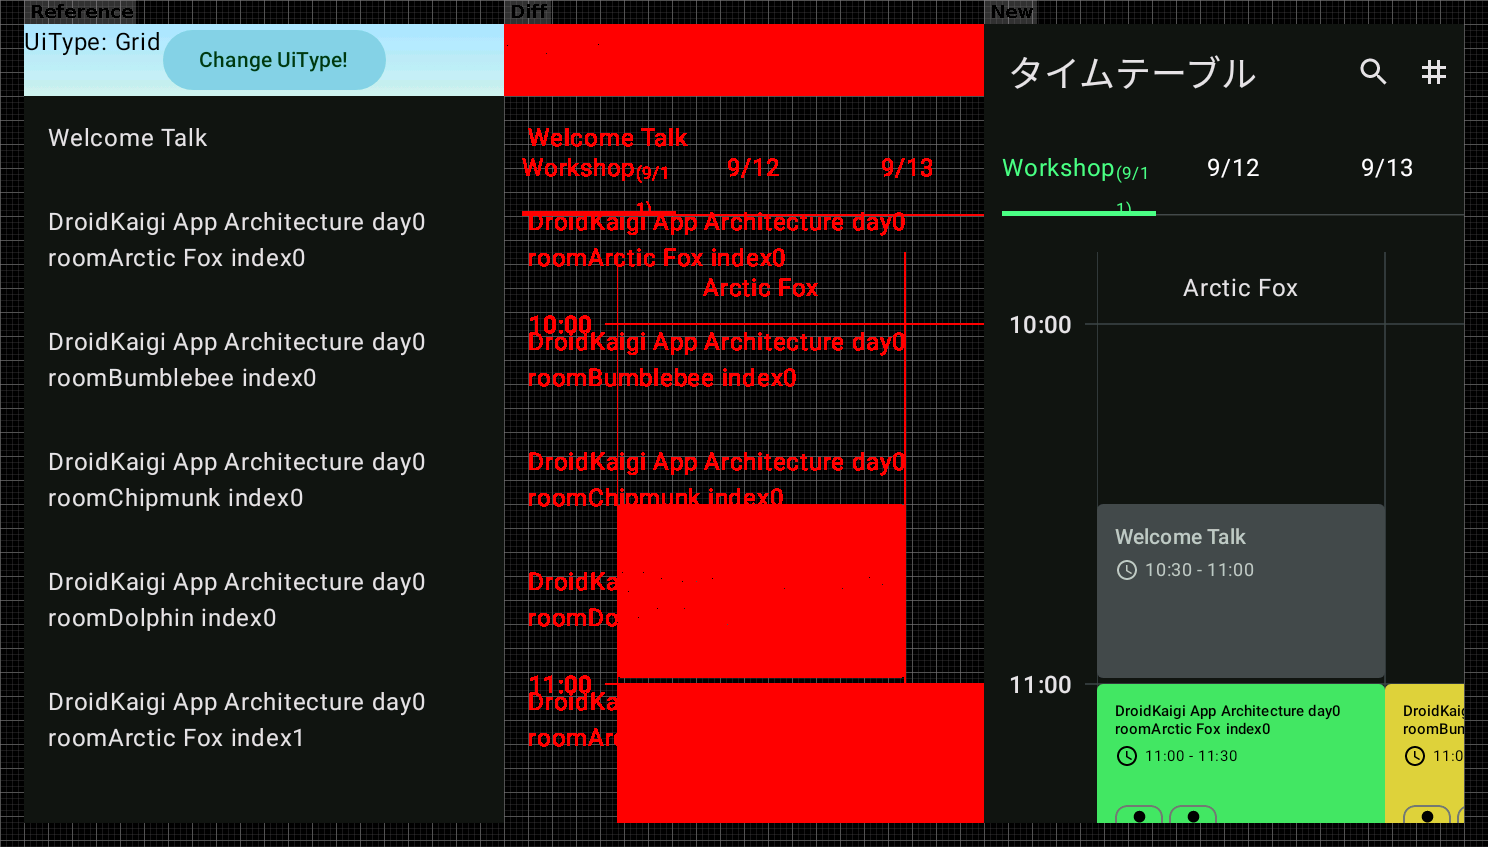 Reference
UiType: Grid
Change UiType!
Welcome Talk
DroidKaigi App Architecture day0
roomArctic Fox index0
DroidKaigi App Architecture day0
roomBumblebee index0
DroidKaigi App Architecture day0
roomChipmunk index0
DroidKaigi App Architecture day0
roomDolphin index0
DroidKaigi App Architecture day0
roomArctic Fox index1
Diff
Welcome Talk
Workshop(9/1
1)
9/12
9/13
DroidKaigi App Architecture day0
roomArctic Fox index0
Arctic Fox
10:00
DroidKaigi App Architecture day0
roomBumblebee index0
DroidKaigi App Architecture day0
roomChipmunk index0
DroidKa
roomDo
11:00
DroidKa
roomAr
New
タイムテーブル
Workshop(9/1
1)
9/12
9/13
Arctic Fox
10:00
Welcome Talk
10:30 - 11:00
11:00
DroidKaigi App Architecture day0
roomArctic Fox index0
11:00 - 11:30
DroidKaig
roomBum
11:0